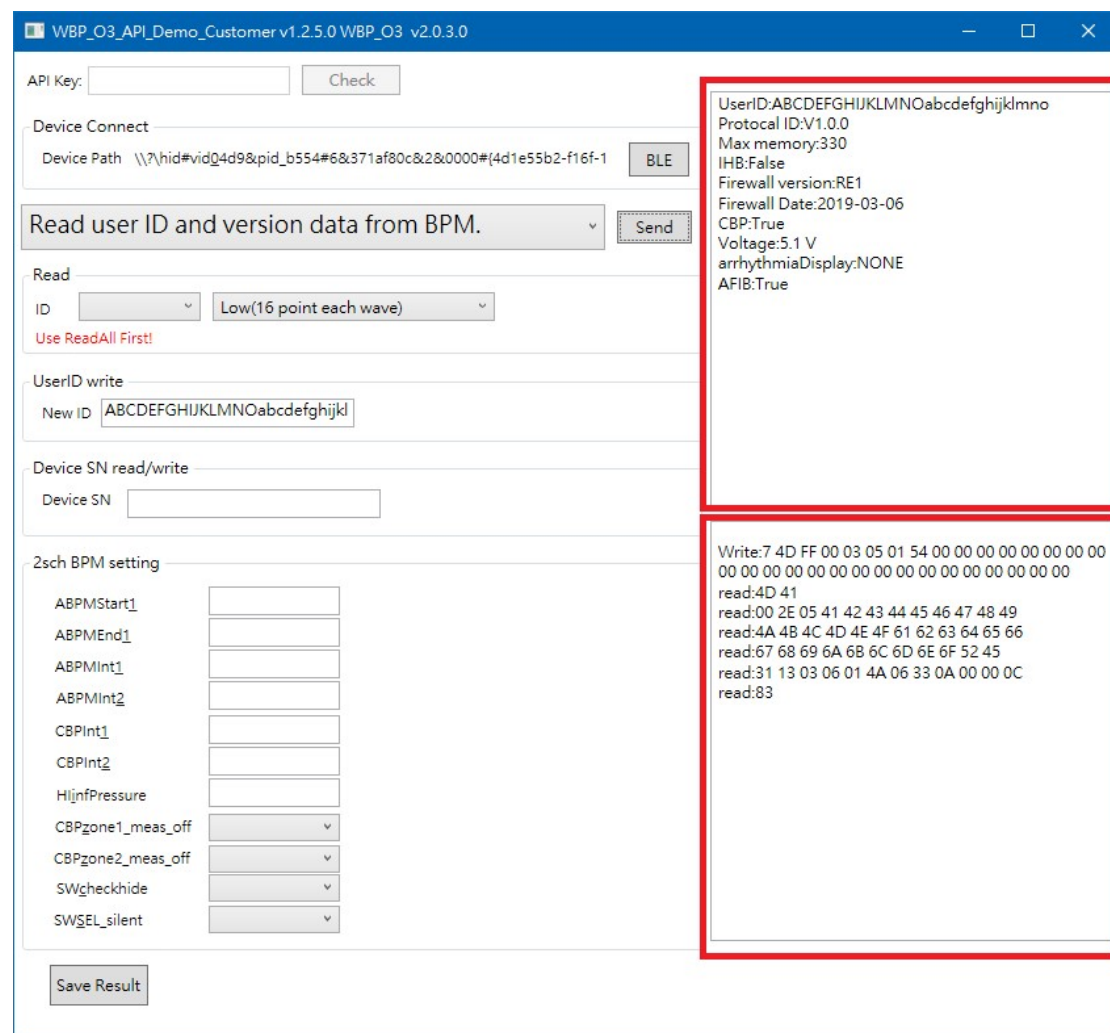 WBP_O3_API_Demo_Customer v1.2.5.0 WBP_O3 v2.0.3.0
API Key:
Check
Device Connect
Device Path \\?\hid#vid_04d9&pid_b554#6&371af80c&2&0000#{4d1e55b2-f16f-1
BLE
Read user ID and version data from BPM.
Send
Read
ID
Low(16 point each wave)
Use ReadAll First!
UserID write
New ID ABCDEFGHIJKLMNOabcdefghijkl
Device SN read/write
Device SN
2sch BPM setting
ABPMStart1
ABPMEnd1
ABPMInt1
ABPMInt2
CBPInt1
CBPInt2
HIinfPressure
CBPzone1_meas_off
CBPzone2_meas_off
SWcheckhide
SWSEL_silent
Save Result
UserID:ABCDEFGHIJKLMNOabcdefghijklmno
Protocal ID:V1.0.0
Max memory:330
IHB:False
Firewall version:RE1
Firewall Date:2019-03-06
CBP:True
Voltage:5.1 V
arrhythmiaDisplay:NONE
AFIB:True
Write:7 4D FF 00 03 05 01 54 00 00 00 00 00 00 00 00
00 00 00 00 00 00 00 00 00 00 00 00 00 00 00 00
read:4D 41
read:00 2E 05 41 42 43 44 45 46 47 48 49
read:4A 4B 4C 4D 4E 4F 61 62 63 64 65 66
read:67 68 69 6A 6B 6C 6D 6E 6F 52 45
read:31 13 03 06 01 4A 06 33 0A 00 00 0C
read:83